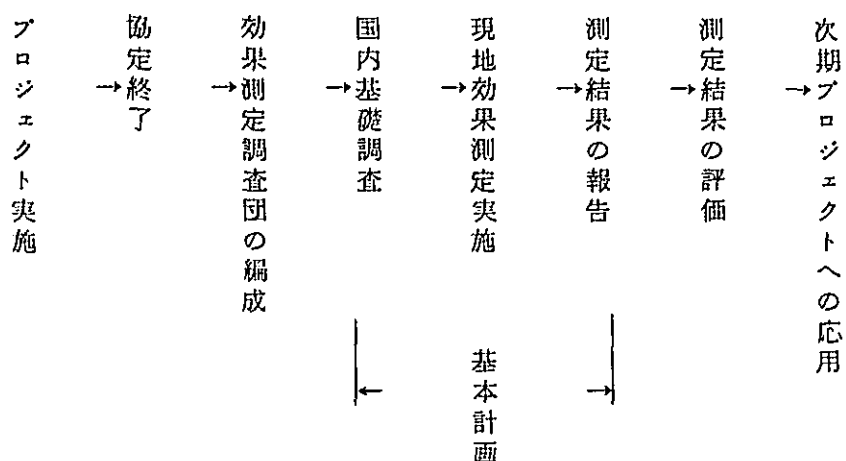 プロジェクト実施
→協定終了
→効果測定調査団の編成
→国内基礎調査
→現地効果測定実施
→測定結果の報告
→測定結果の評価
→次期プロジェクトへの応用
基本計画